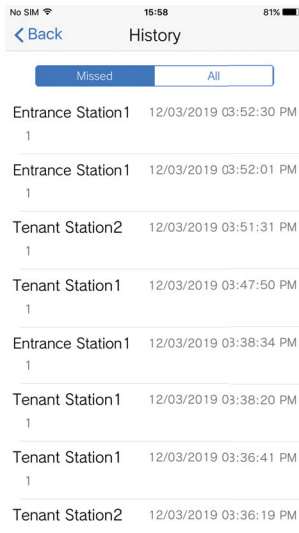 No SIM 15:58 81%
Back History
Missed All
Entrance Station1 12/03/2019 03:52:30 PM
1
Entrance Station1 12/03/2019 03:52:01 PM
1
Tenant Station2 12/03/2019 03:51:31 PM
1
Tenant Station1 12/03/2019 03:47:50 PM
1
Entrance Station1 12/03/2019 03:38:34 PM
1
Tenant Station1 12/03/2019 03:38:20 PM
1
Tenant Station1 12/03/2019 03:36:41 PM
1
Tenant Station2 12/03/2019 03:36:19 PM